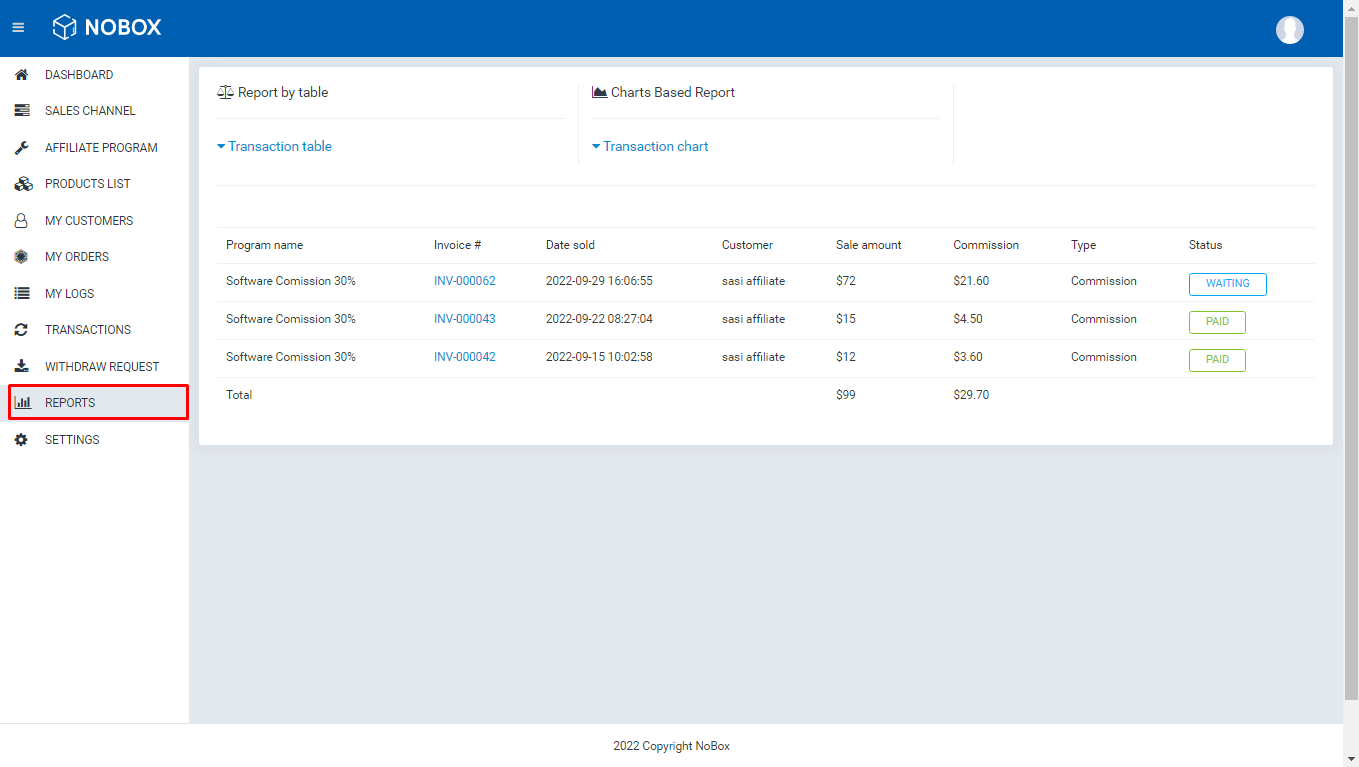 NOBOX
DASHBOARD
SALES CHANNEL
AFFILIATE PROGRAM
PRODUCTS LIST
MY CUSTOMERS
MY ORDERS
MY LOGS
TRANSACTIONS
WITHDRAW REQUEST
REPORTS
SETTINGS
Report by table
Transaction table
Charts Based Report
Transaction chart
Program name Invoice # Date sold Customer Sale amount Commission Type Status
Software Comission 30% INV-000062 2022-09-29 16:06:55 sasi affiliate $72 $21.60 Commission WAITING
Software Comission 30% INV-000043 2022-09-22 08:27:04 sasi affiliate $15 $4.50 Commission PAID
Software Comission 30% INV-000042 2022-09-15 10:02:58 sasi affiliate $12 $3.60 Commission PAID
Total $99 $29.70
2022 Copyright NoBox